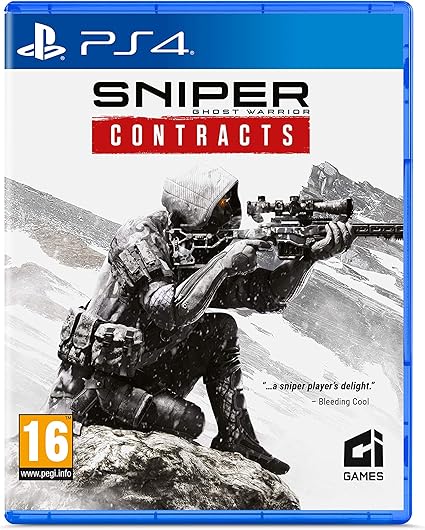 PS4
SNIPER
GHOST WARRIOR
CONTRACTS
"...a sniper player's delight."
– Bleeding Cool
16
www.pegi.info
CI
GAMES